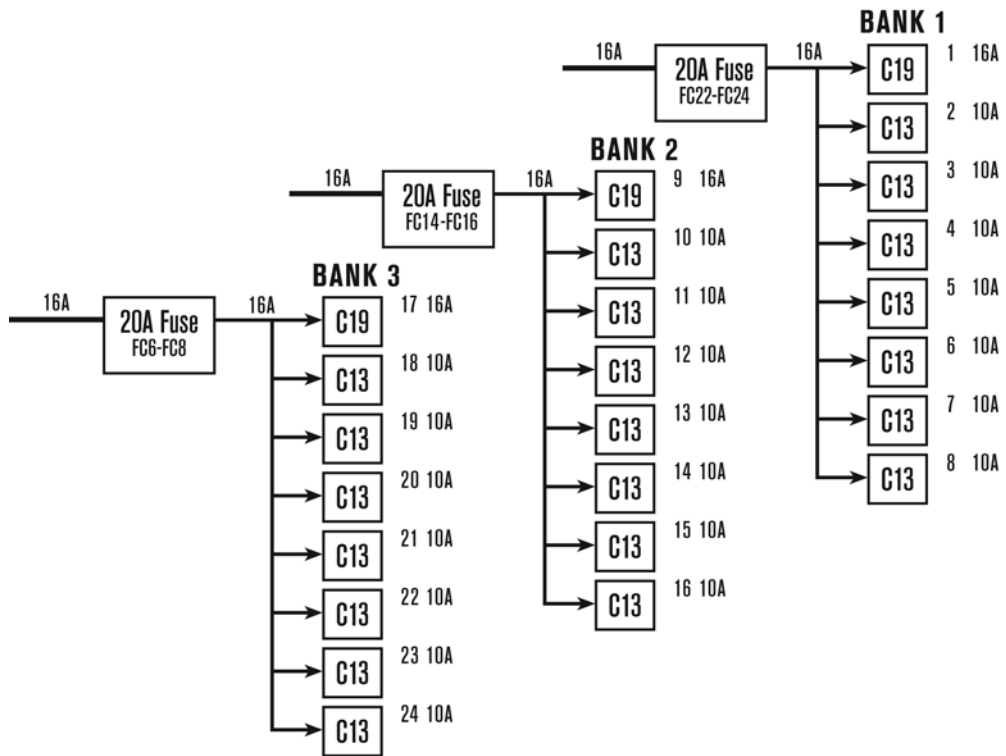 BANK 1
16A
20A Fuse
FC22-FC24
16A
C19 1 16A
C13 2 10A
C13 3 10A
C13 4 10A
C13 5 10A
C13 6 10A
C13 7 10A
C13 8 10A
BANK 2
16A
20A Fuse
FC14-FC16
16A
C19 9 16A
C13 10 10A
C13 11 10A
C13 12 10A
C13 13 10A
C13 14 10A
C13 15 10A
C13 16 10A
BANK 3
16A
20A Fuse
FC6-FC8
16A
C19 17 16A
C13 18 10A
C13 19 10A
C13 20 10A
C13 21 10A
C13 22 10A
C13 23 10A
C13 24 10A